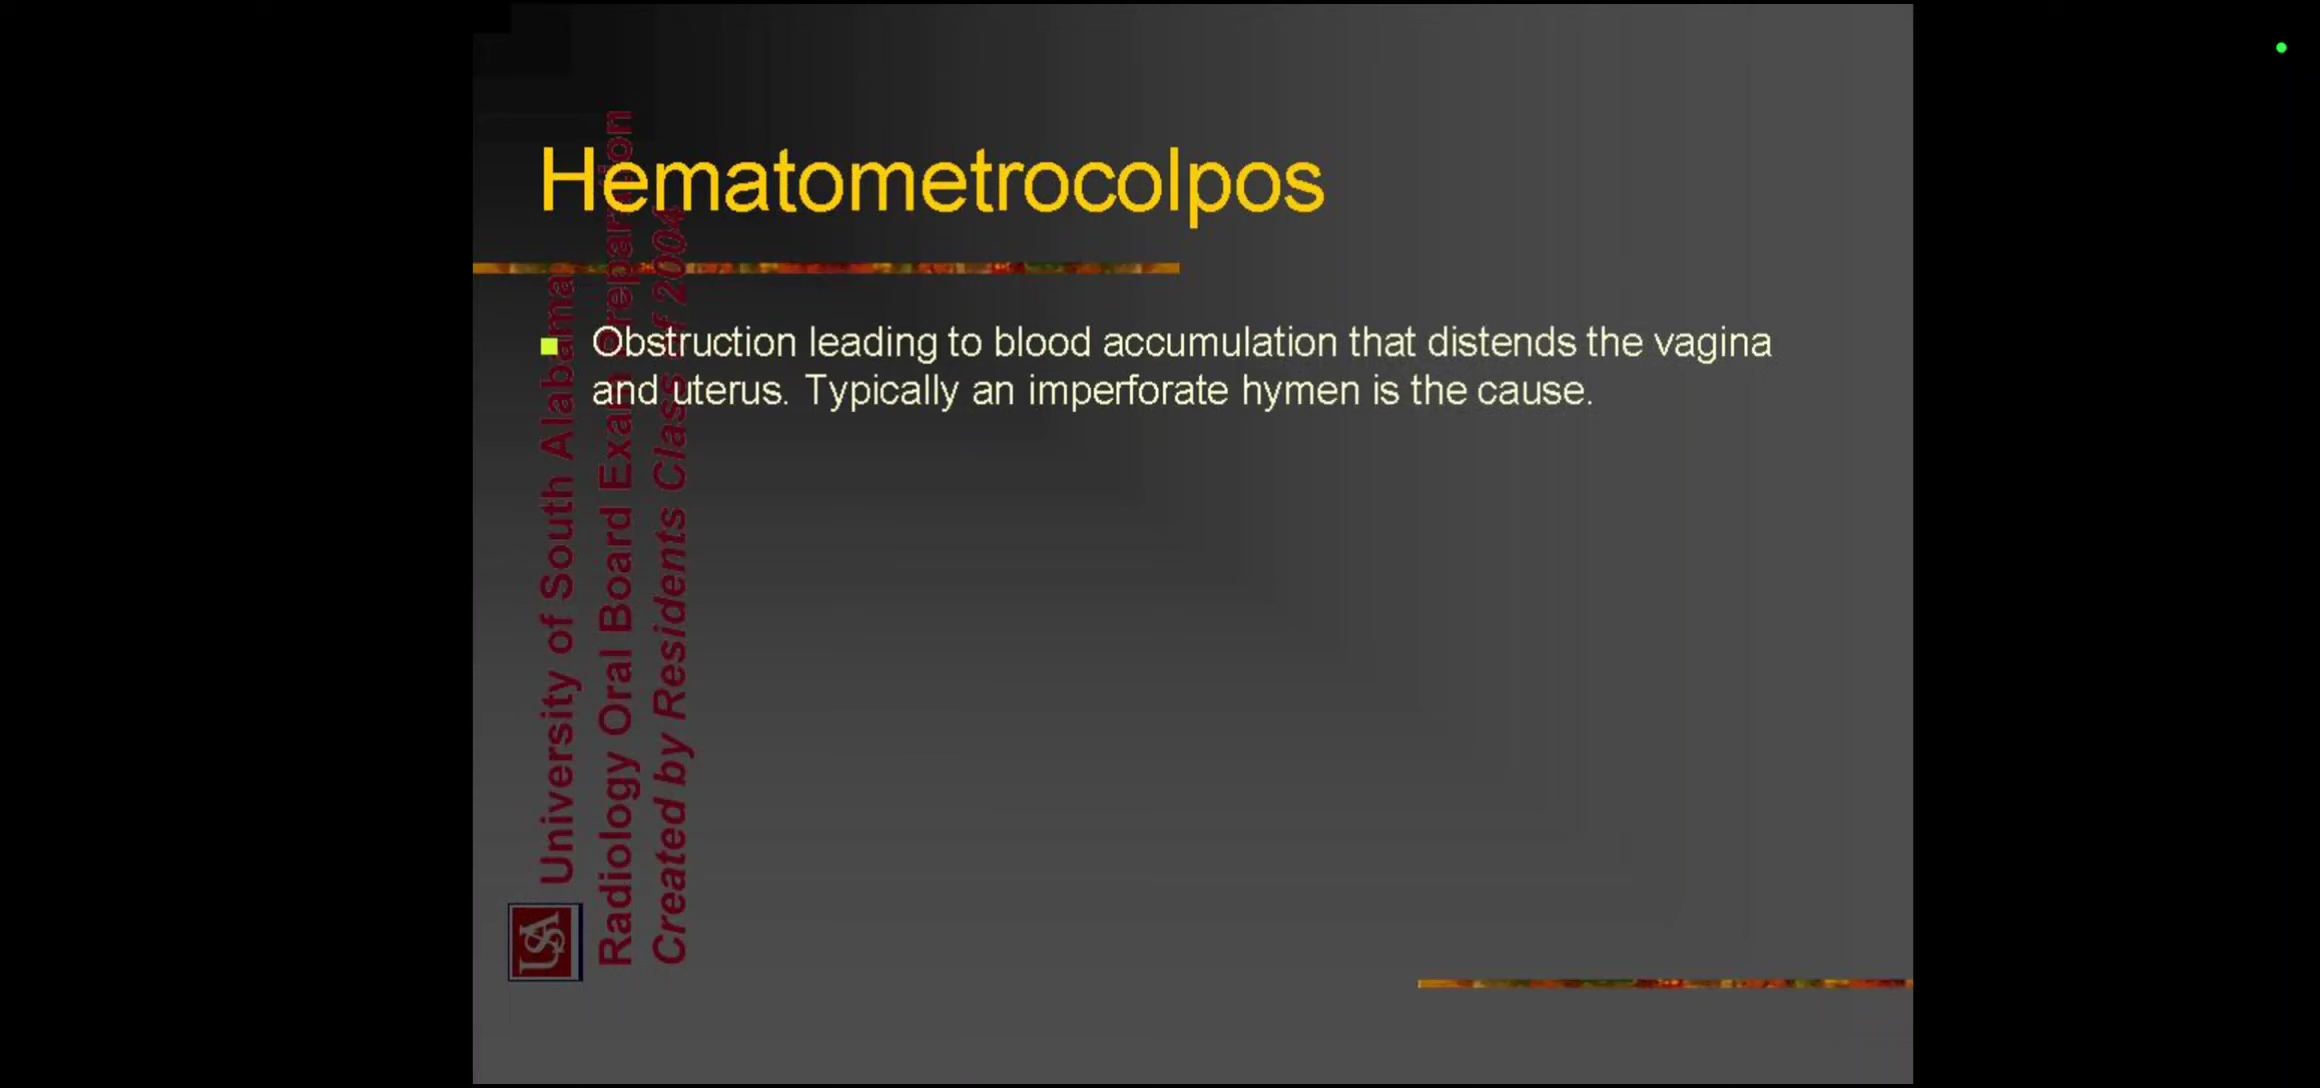 Hematometrocolpos
Obstruction leading to blood accumulation that distends the vagina
and uterus. Typically an imperforate hymen is the cause.
University of South Alabama
Radiology Oral Board Exam Preparation
Created by Residents Class of 2004
USA